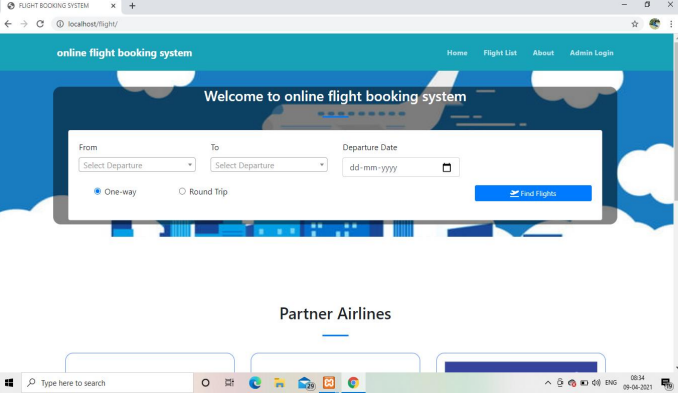 FLIGHT BOOKING SYSTEM
localhost/flight/
online flight booking system
Home Flight List About Admin Login
Welcome to online flight booking system
From To Departure Date
Select Departure Select Departure dd-mm-yyyy
One-way Round Trip
Find Flights
Partner Airlines
Type here to search
29
ENG
08:34
09-04-2021
19